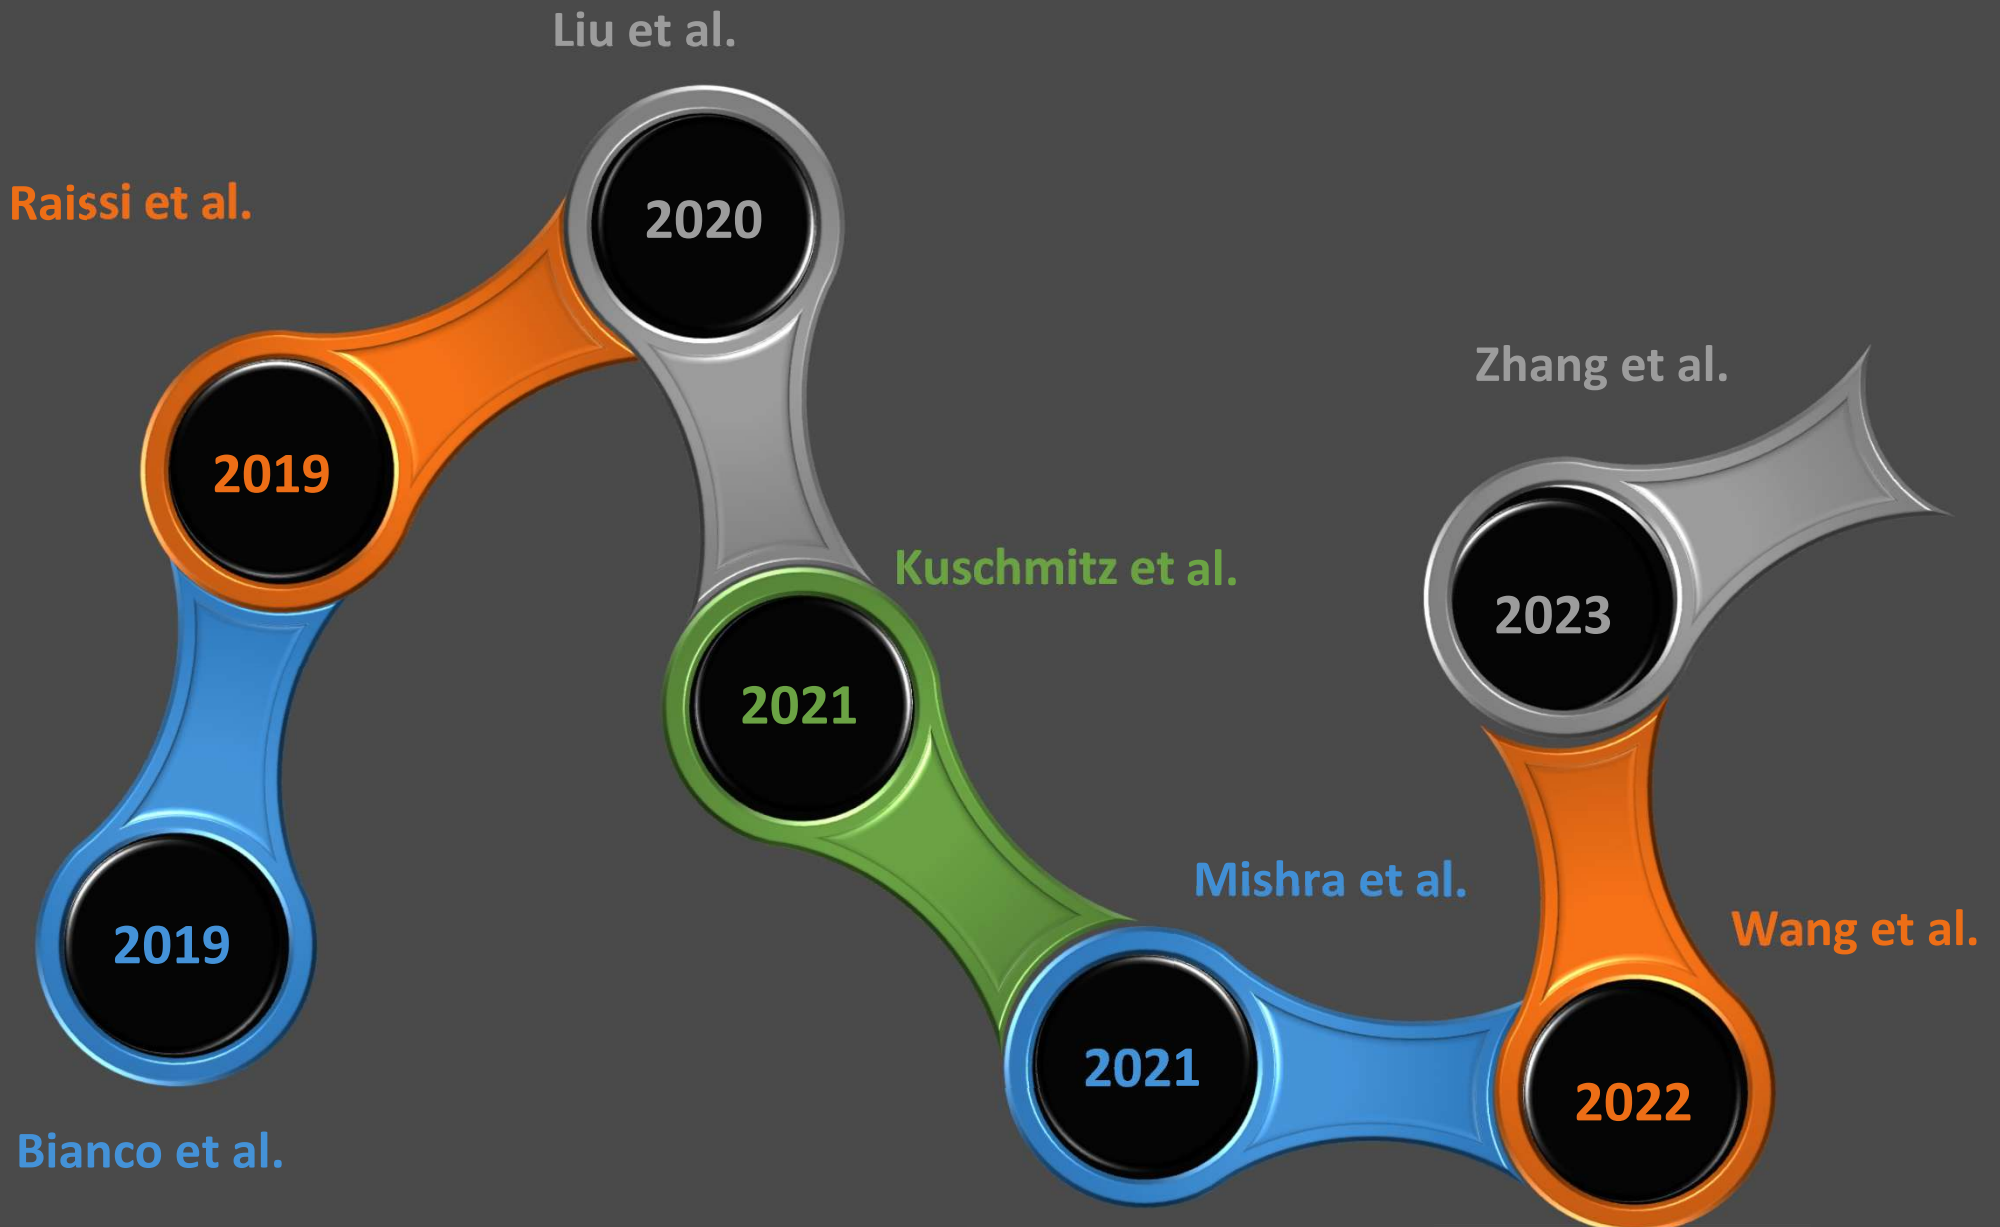 Liu et al.
2020
Raissi et al.
2019
Zhang et al.
2023
Kuschmitz et al.
2021
Mishra et al.
2021
Wang et al.
2022
2019
Bianco et al.